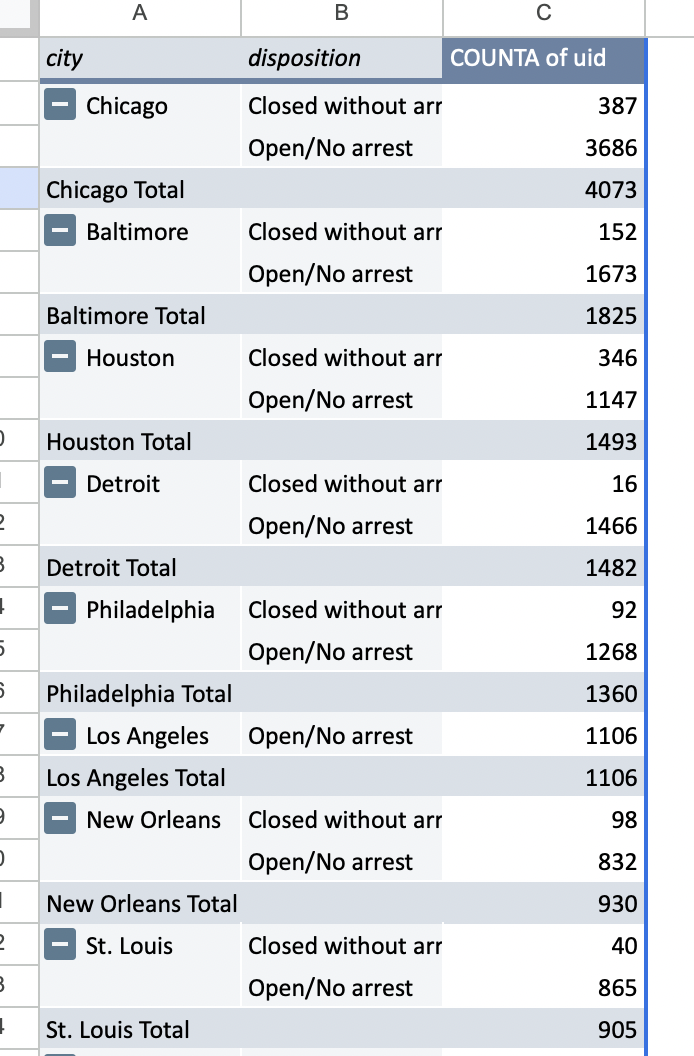 A B C
city disposition COUNTA of uid
Chicago Closed without arr 387
Open/No arrest 3686
Chicago Total 4073
Baltimore Closed without arr 152
Open/No arrest 1673
Baltimore Total 1825
Houston Closed without arr 346
Open/No arrest 1147
0 Houston Total 1493
Detroit Closed without arr 16
2 Open/No arrest 1466
3 Detroit Total 1482
4 Philadelphia Closed without arr 92
5 Open/No arrest 1268
6 Philadelphia Total 1360
7 Los Angeles Open/No arrest 1106
8 Los Angeles Total 1106
9 New Orleans Closed without arr 98
0 Open/No arrest 832
New Orleans Total 930
2 St. Louis Closed without arr 40
3 Open/No arrest 865
4 St. Louis Total 905